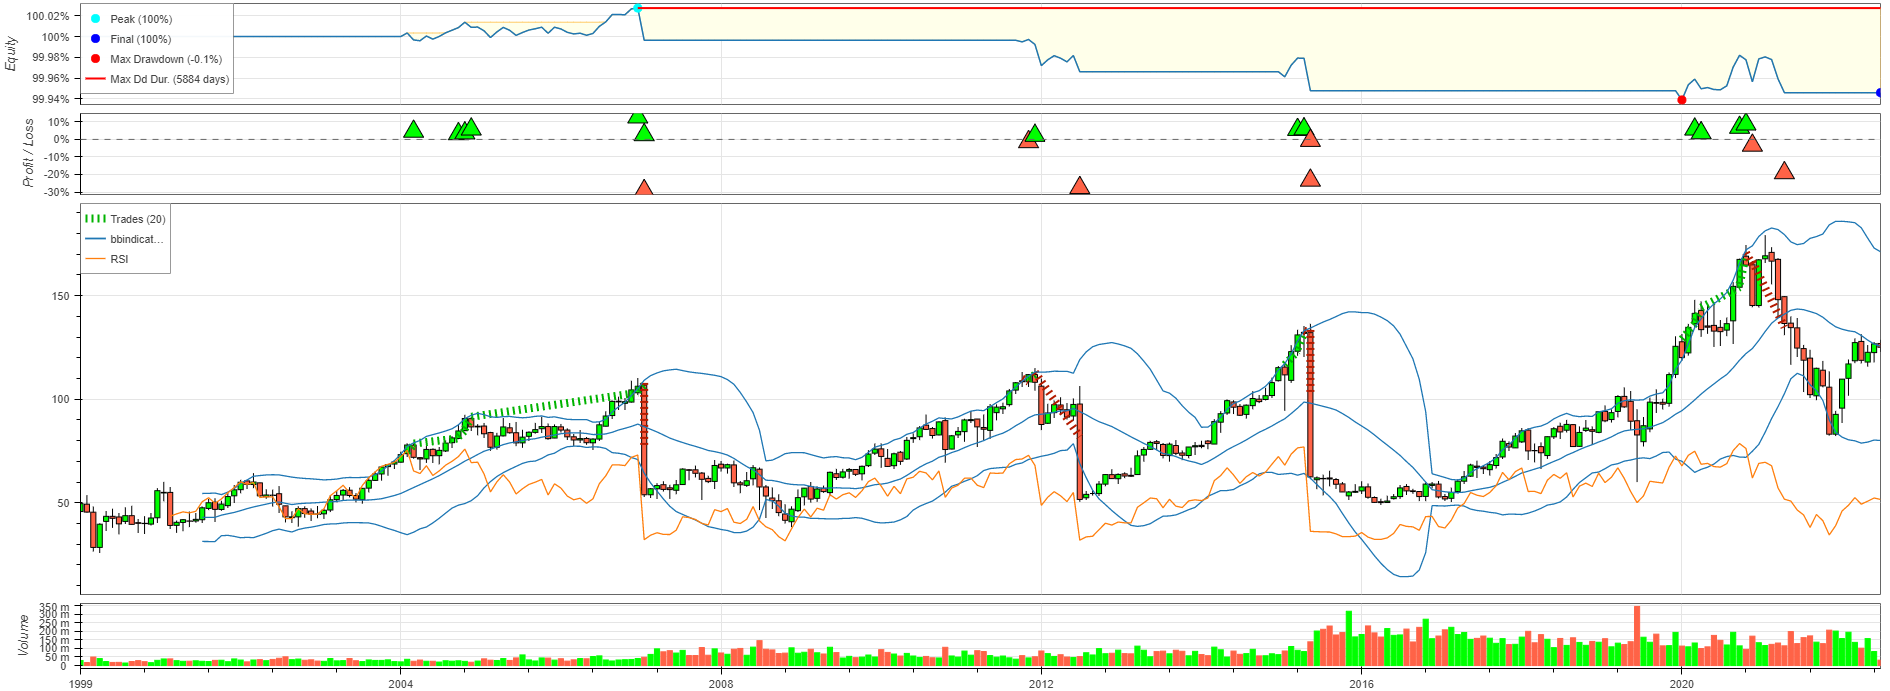 100.02%
100%
99.98%
99.96%
99.94%
Equity
Peak (100%)
Final (100%)
Max Drawdown (-0.1%)
Max Dd Dur. (5884 days)
10%
0%
-10%
-20%
-30%
Profit / Loss
Trades (20)
bbindicat…
RSI
150
100
50
350 m
300 m
250 m
200 m
150 m
100 m
50 m
0
Volume
1999
2004
2008
2012
2016
2020